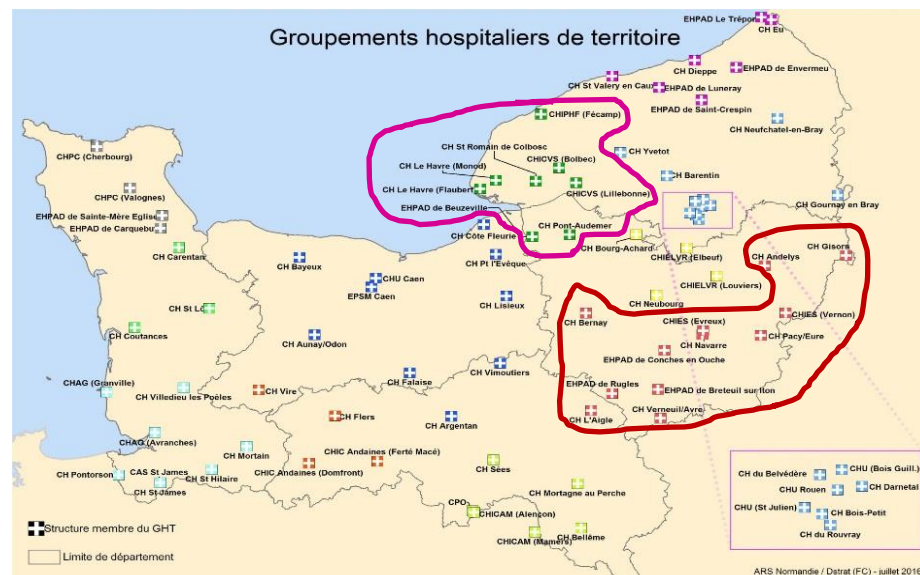 Groupements hospitaliers de territoire
EHPAD Le Trépor
CH Eu
CH Dieppe
EHPAD de Envermeu
CH St Valery en Caux
EHPAD de Luneray
EHPAD de Saint-Crespin
CHIPHF (Fécamp)
CH Neufchatel-en-Bray
CH St Romain de Colbosc
CH Yvetot
CHPC (Cherbourg)
CH Le Havre (Monod)
CHICVS (Bolbec)
CH Barentin
CHPC (Valognes)
CH Le Havre (Flaubert)
CHICVS (Lillebonne)
CH Gournay en Bray
EHPAD de Beuzeville
EHPAD de Sainte-Mère Eglise
EHPAD de Carquebu
CH Côte Fleurie
CH Pont-Audemer
CH Bourg-Achard
CHIELVR (Elbeuf)
CH Gisors
CH Carentan
CH Bayeux
CH Pt l'Evêque
CH Andelys
CHU Caen
EPSM Caen
CHIELVR (Louviers)
CH Lisieux
CH Neubourg
CH St Lô
CH Bernay
CHIES (Vernon)
CH Coutances
CH Aunay/Odon
CHIES (Evreux)
CH Navarre
CH Pacy/Eure
EHPAD de Conches en Ouche
CHAG (Granville)
CH Villedieu les Poêles
CH Vire
CH Falaise
CH Vimoutiers
EHPAD de Rugles
EHPAD de Breteuil sur Iton
CH Flers
CH Argentan
CH L'Aigle
CH Verneuil/Avre
CHAG (Avranches)
CH Mortain
CHIC Andaines (Ferté Macé)
CH Pontorson
CAS St James
CH St Hilaire
CHIC Andaines (Domfront)
CH Sées
CH St James
CH Mortagne au Perche
CPO
CHICAM (Alençon)
CHICAM (Mamers)
CH Bellême
CH du Belvédère
CHU (Bois Guill.)
CHU Rouen
CH Darnetal
CHU (St Julien)
CH Bois-Petit
CH du Rouvray
Structure membre du GHT
Limite de département
ARS Normandie / Dstrat (FC) - juillet 2016